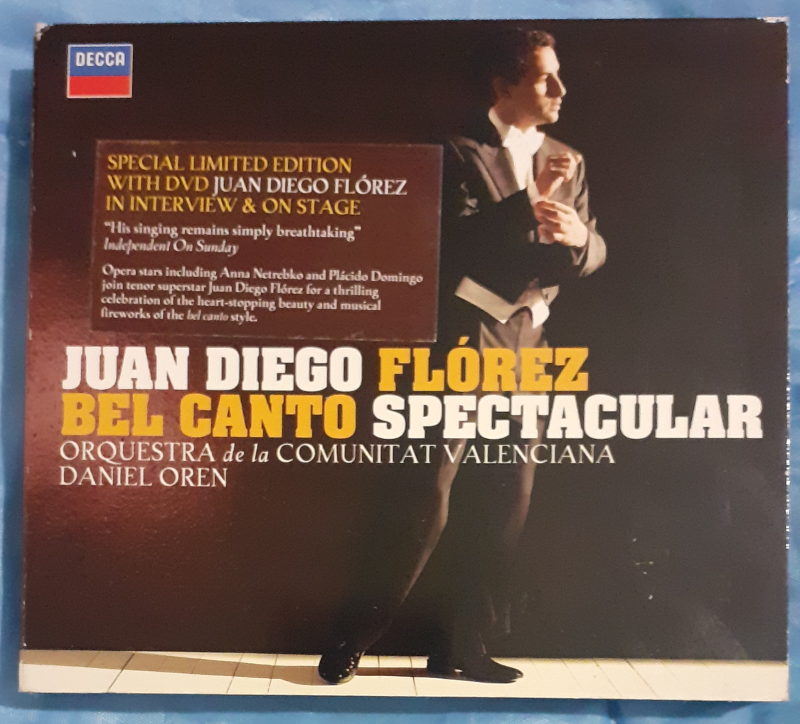 DECCA
SPECIAL LIMITED EDITION
WITH DVD JUAN DIEGO FLÓREZ
IN INTERVIEW & ON STAGE
"His singing remains simply breathtaking"
Independent On Sunday
Opera stars including Anna Netrebko and Plácido Domingo
join tenor superstar Juan Diego Flórez for a thrilling
celebration of the heart-stopping beauty and musical
fireworks of the bel canto style.
JUAN DIEGO FLÓREZ
BEL CANTO SPECTACULAR
ORQUESTRA de la COMUNITAT VALENCIANA
DANIEL OREN